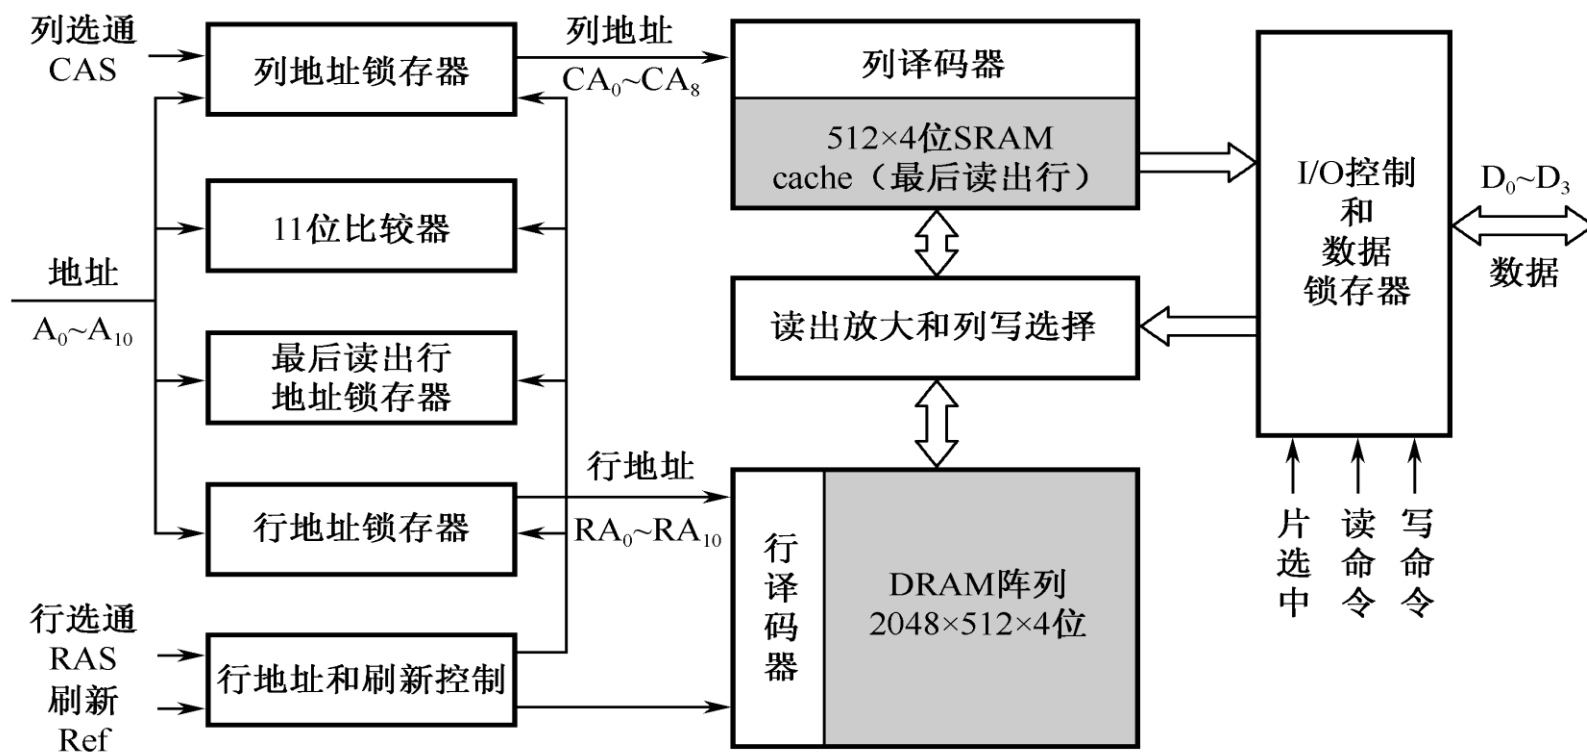 列选通
CAS
列地址锁存器
列地址
CA₀~CA₈
列译码器
512×4位SRAM
cache（最后读出行）
I/O控制
和
数据
锁存器
D₀~D₃
数据
11位比较器
地址
A₀~A₁₀
读出放大和列写选择
最后读出行
地址锁存器
行地址锁存器
行地址
RA₀~RA₁₀
行译码器
DRAM阵列
2048×512×4位
片选中
读命令
写命令
行选通
RAS
刷新
Ref
行地址和刷新控制